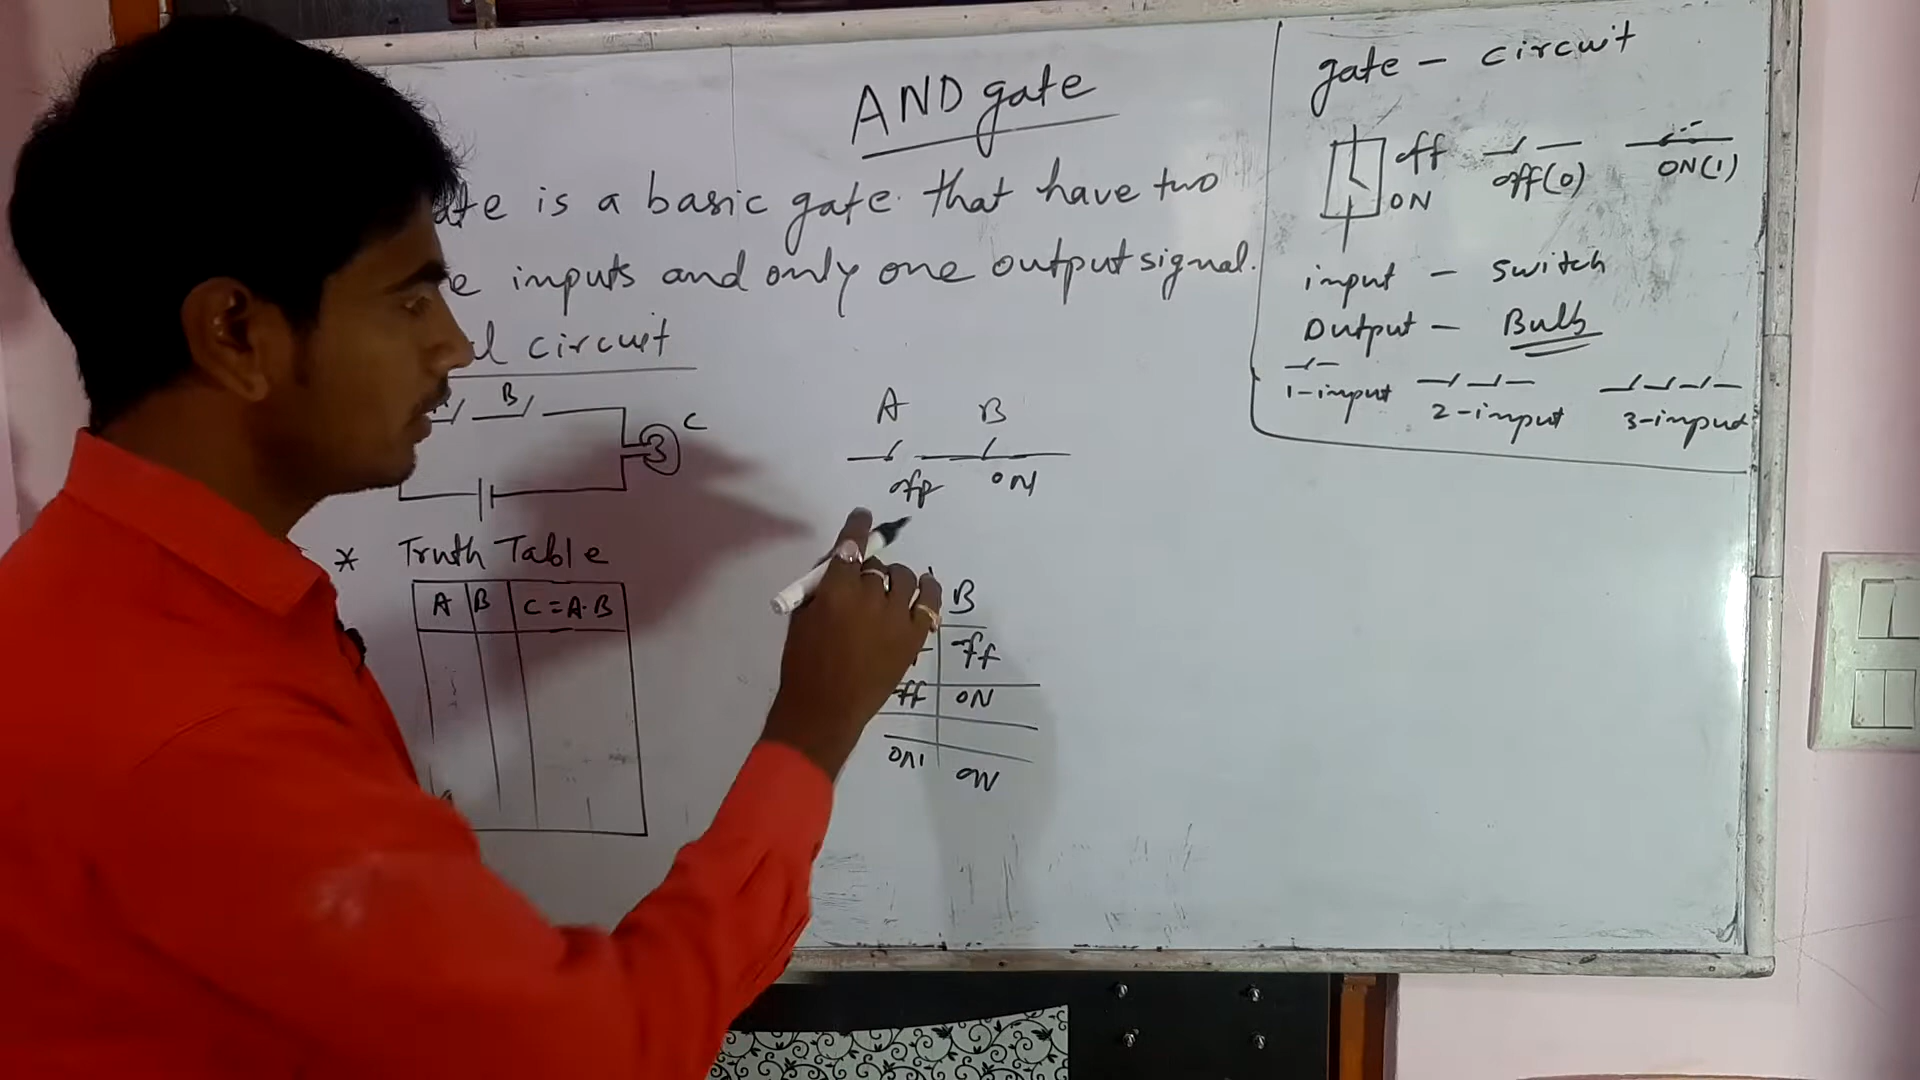 AND gate
is a basic gate that have two
inputs and only one output signal.
circuit
A B
C
* Truth Table
A B C=A.B
A B
off ON
B
ff
ff ON
ON ON
gate - circuit
off
ON
off(0)
ON(1)
input - switch
Output - Bulb
1-input 2-input 3-input